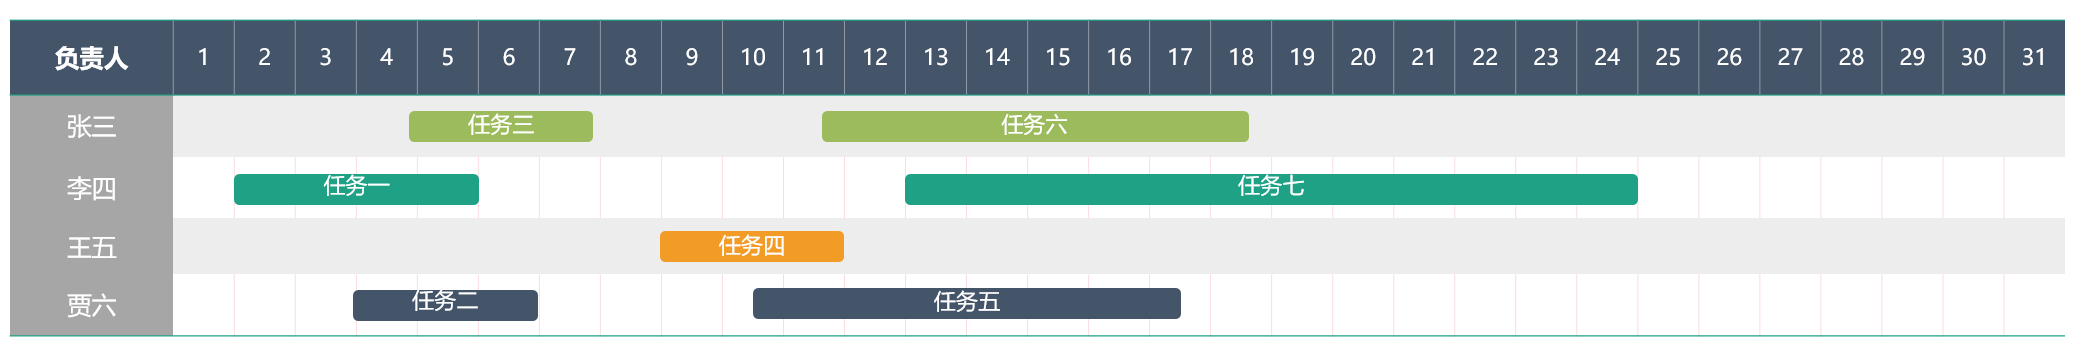 负责人 1 2 3 4 5 6 7 8 9 10 11 12 13 14 15 16 17 18 19 20 21 22 23 24 25 26 27 28 29 30 31
张三 任务三 任务六
李四 任务一 任务七
王五 任务四
贾六 任务二 任务五